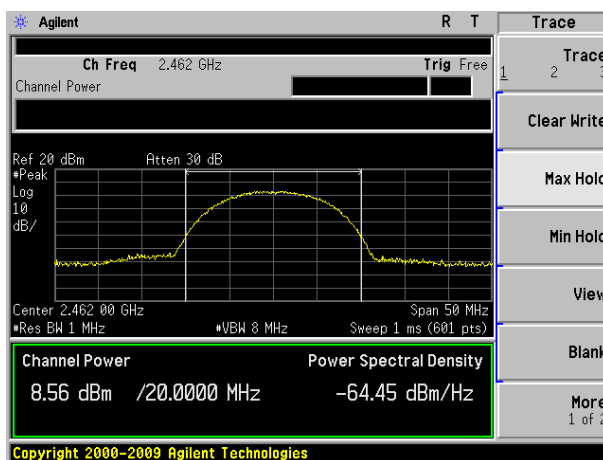 Agilent R T Trace
Ch Freq 2.462 GHz Trig Free
Channel Power
Trace
1 2
Clear Write
Ref 20 dBm Atten 30 dB
#Peak
Log
10
dB/
Max Hold
Min Hold
View
Center 2.462 00 GHz Span 50 MHz
#Res BW 1 MHz #VBW 8 MHz Sweep 1 ms (601 pts)
Blank
Channel Power Power Spectral Density
8.56 dBm /20.0000 MHz -64.45 dBm/Hz
More
1 of 2
Copyright 2000-2009 Agilent Technologies